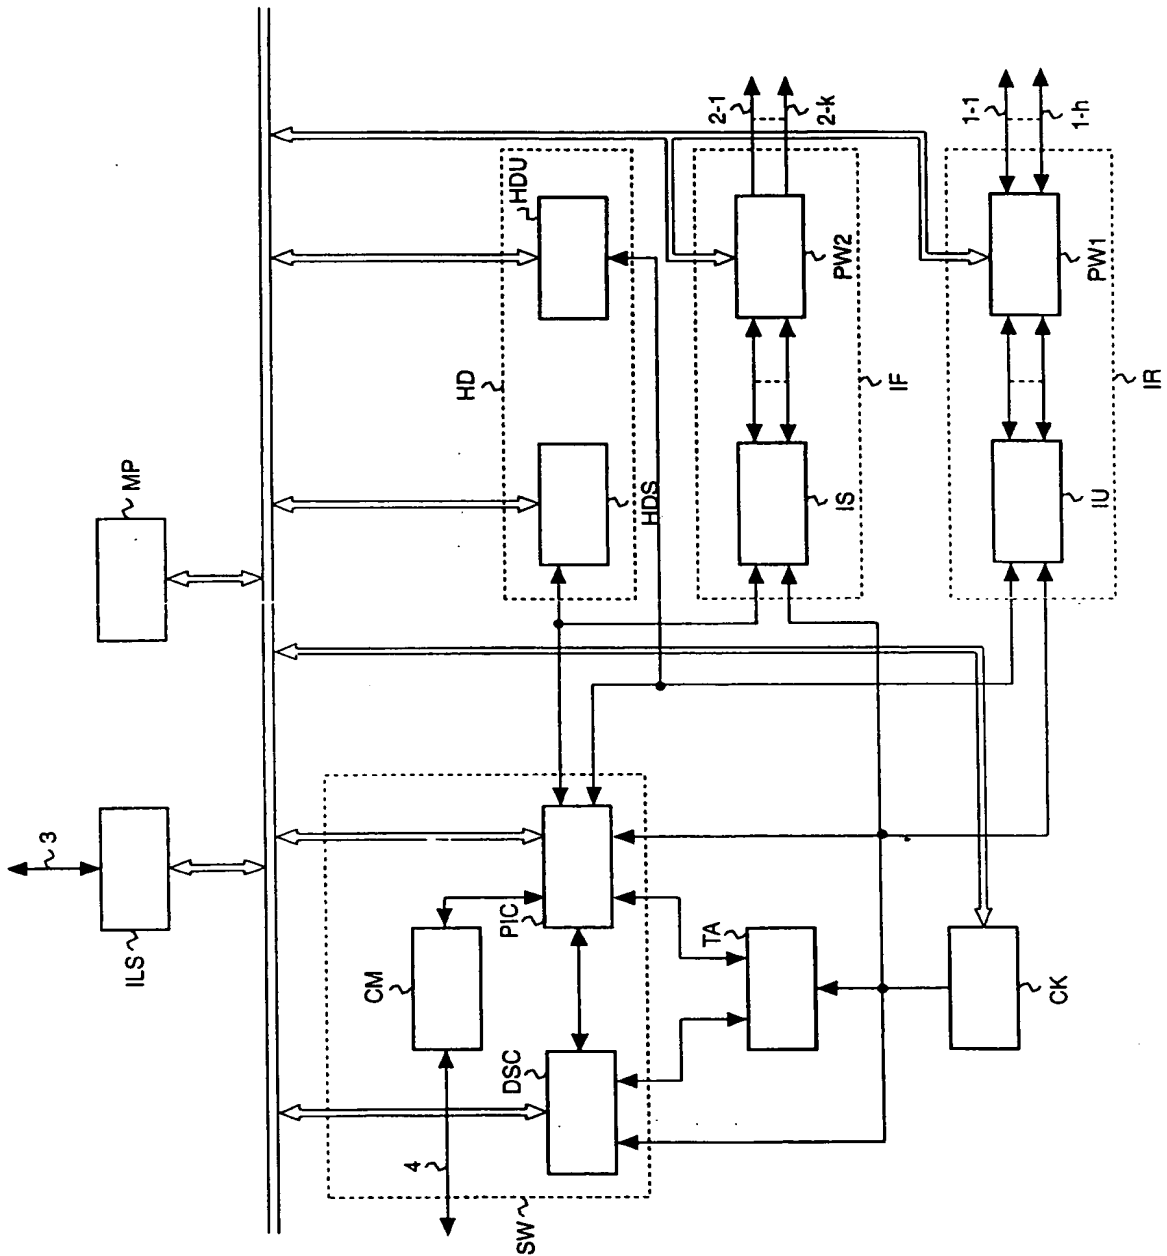 3
ILS
MP
4
SW
CM
PIC
DSC
TA
CK
HD
HDU
HDS
2-1
2-k
PW2
IF
IS
1-1
1-h
PW1
IR
IU